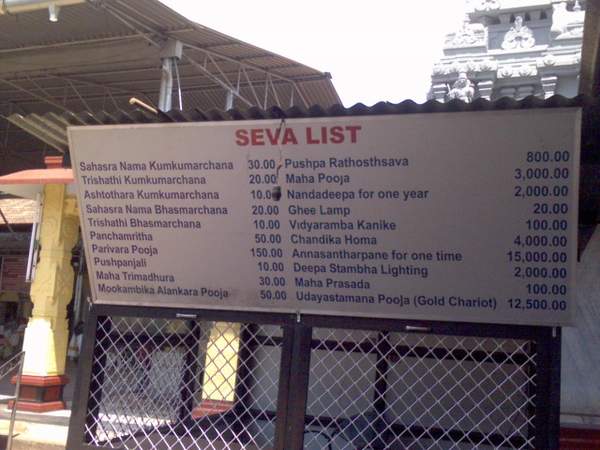 SEVA LIST
Sahasra Nama Kumkumarchana 30.00 Pushpa Rathosthsava 800.00
Trishathi Kumkumarchana 20.00 Maha Pooja 3,000.00
Ashtothara Kumkumarchana 10.00 Nandadeepa for one year 2,000.00
Sahasra Nama Bhasmarchana 20.00 Ghee Lamp 20.00
Trishathi Bhasmarchana 10.00 Vidyaramba Kanike 100.00
Panchamritha 50.00 Chandika Homa 4,000.00
Parivara Pooja 150.00 Annasantharpane for one time 15,000.00
Pushpanjali 10.00 Deepa Stambha Lighting 2,000.00
Maha Trimadhura 30.00 Maha Prasada 100.00
Mookambika Alankara Pooja 50.00 Udayastamana Pooja (Gold Chariot) 12,500.00